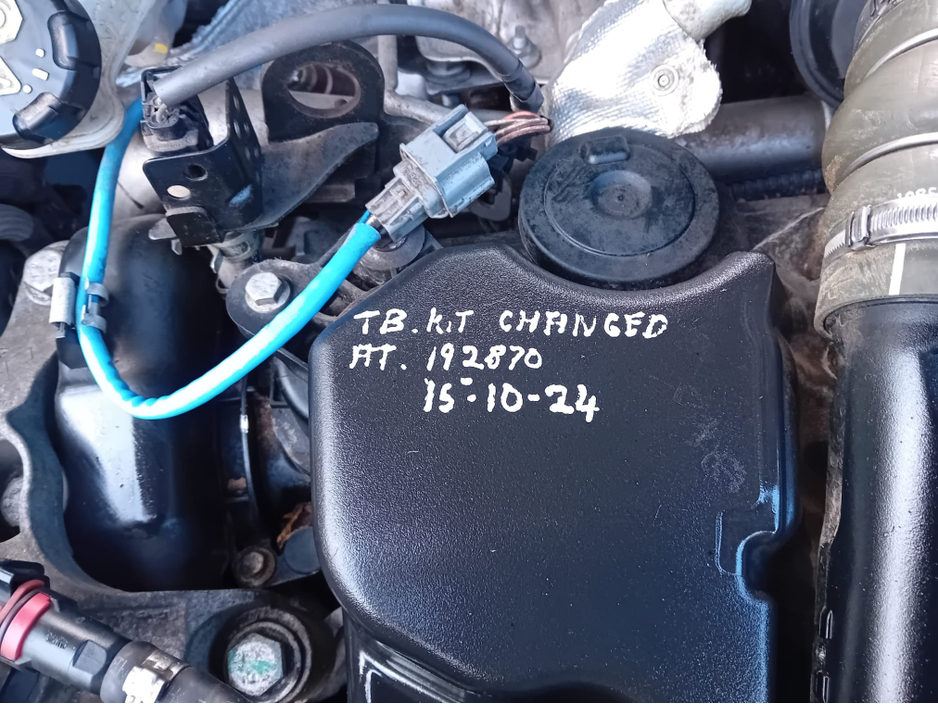 TB. KIT CHANGED
AT. 192870
15-10-24